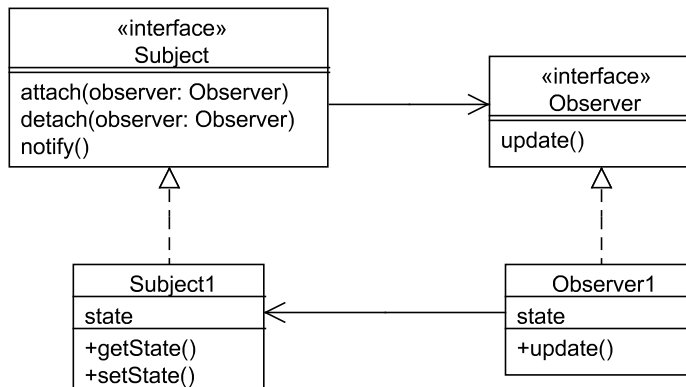 «interface»
Subject
attach(observer: Observer)
detach(observer: Observer)
notify()
«interface»
Observer
update()
Subject1
state
+getState()
+setState()
Observer1
state
+update()